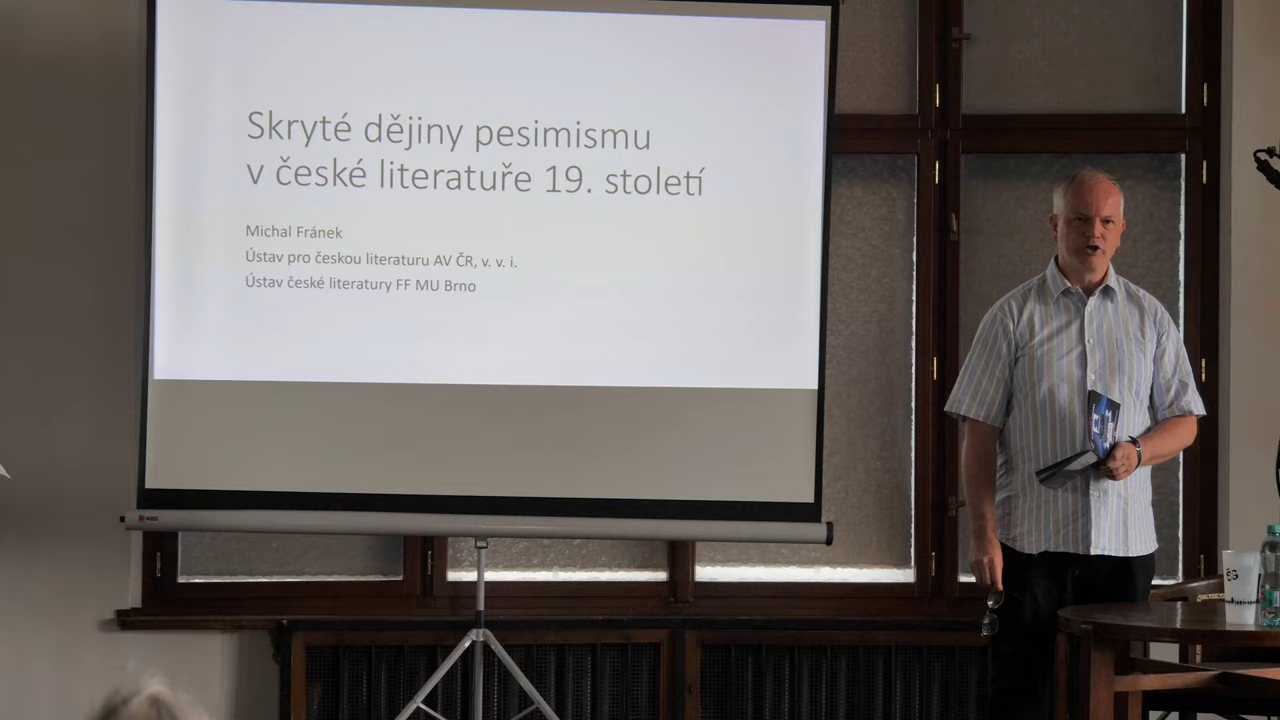 Skryté dějiny pesimismu
v české literatuře 19. století
Michal Fránek
Ústav pro českou literaturu AV ČR, v. v. i.
Ústav české literatury FF MU Brno